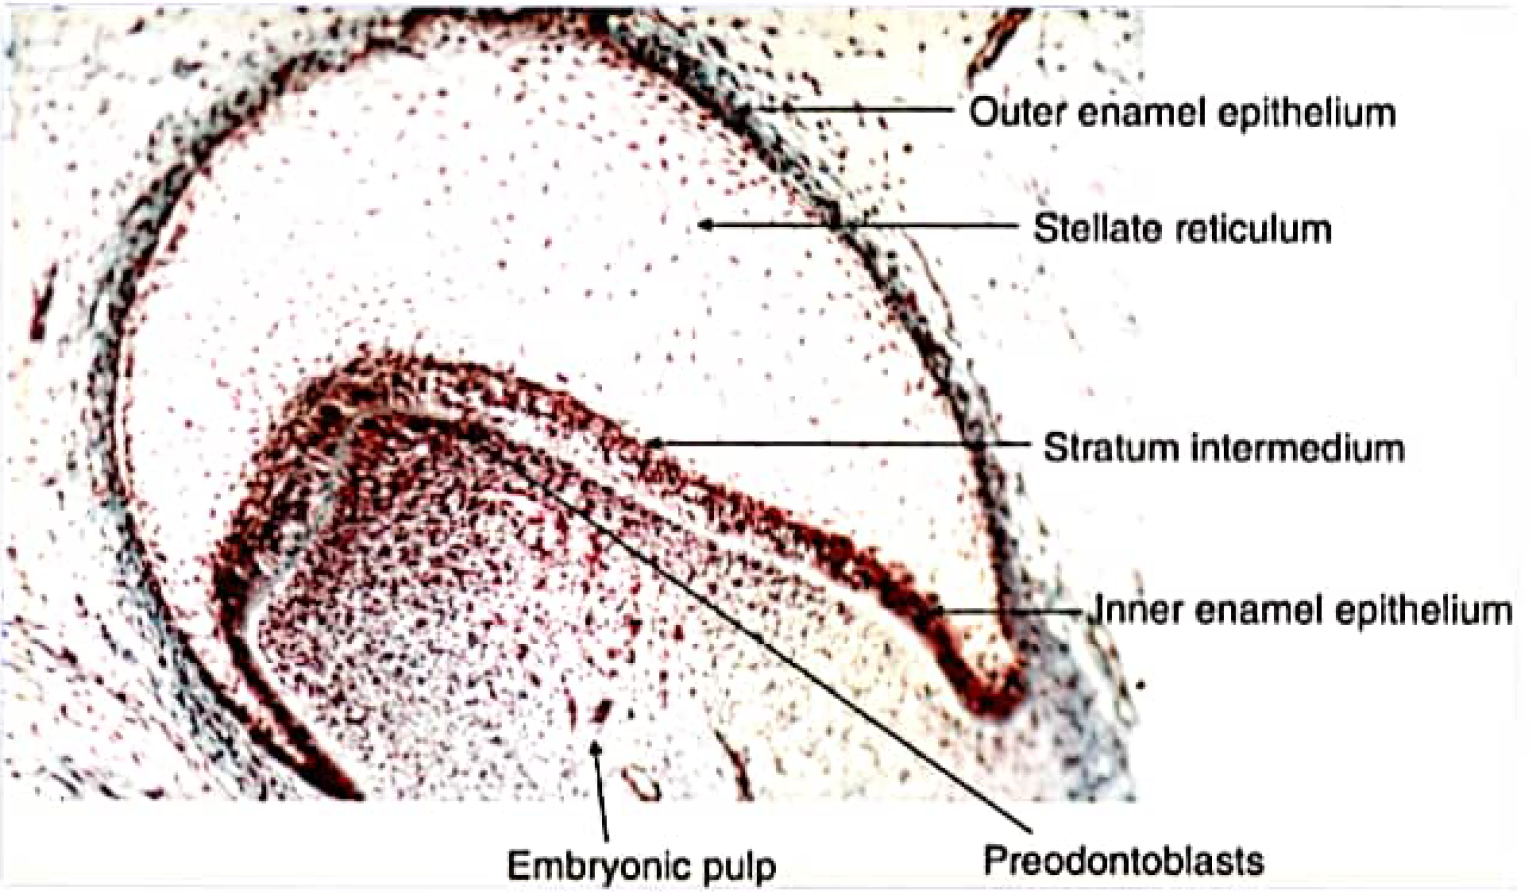 Outer enamel epithelium
Stellate reticulum
Stratum intermedium
Inner enamel epithelium
Preodontoblasts
Embryonic pulp